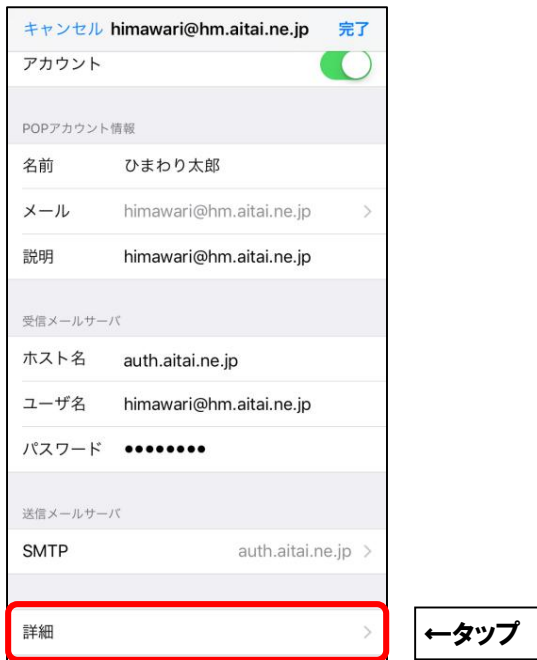 キャンセル himawari@hm.aitai.ne.jp 完了
アカウント
POPアカウント情報
名前 ひまわり太郎
メール himawari@hm.aitai.ne.jp >
説明 himawari@hm.aitai.ne.jp
受信メールサーバ
ホスト名 auth.aitai.ne.jp
ユーザ名 himawari@hm.aitai.ne.jp
パスワード ●●●●●●●●
送信メールサーバ
SMTP auth.aitai.ne.jp >
詳細 >
←タップ